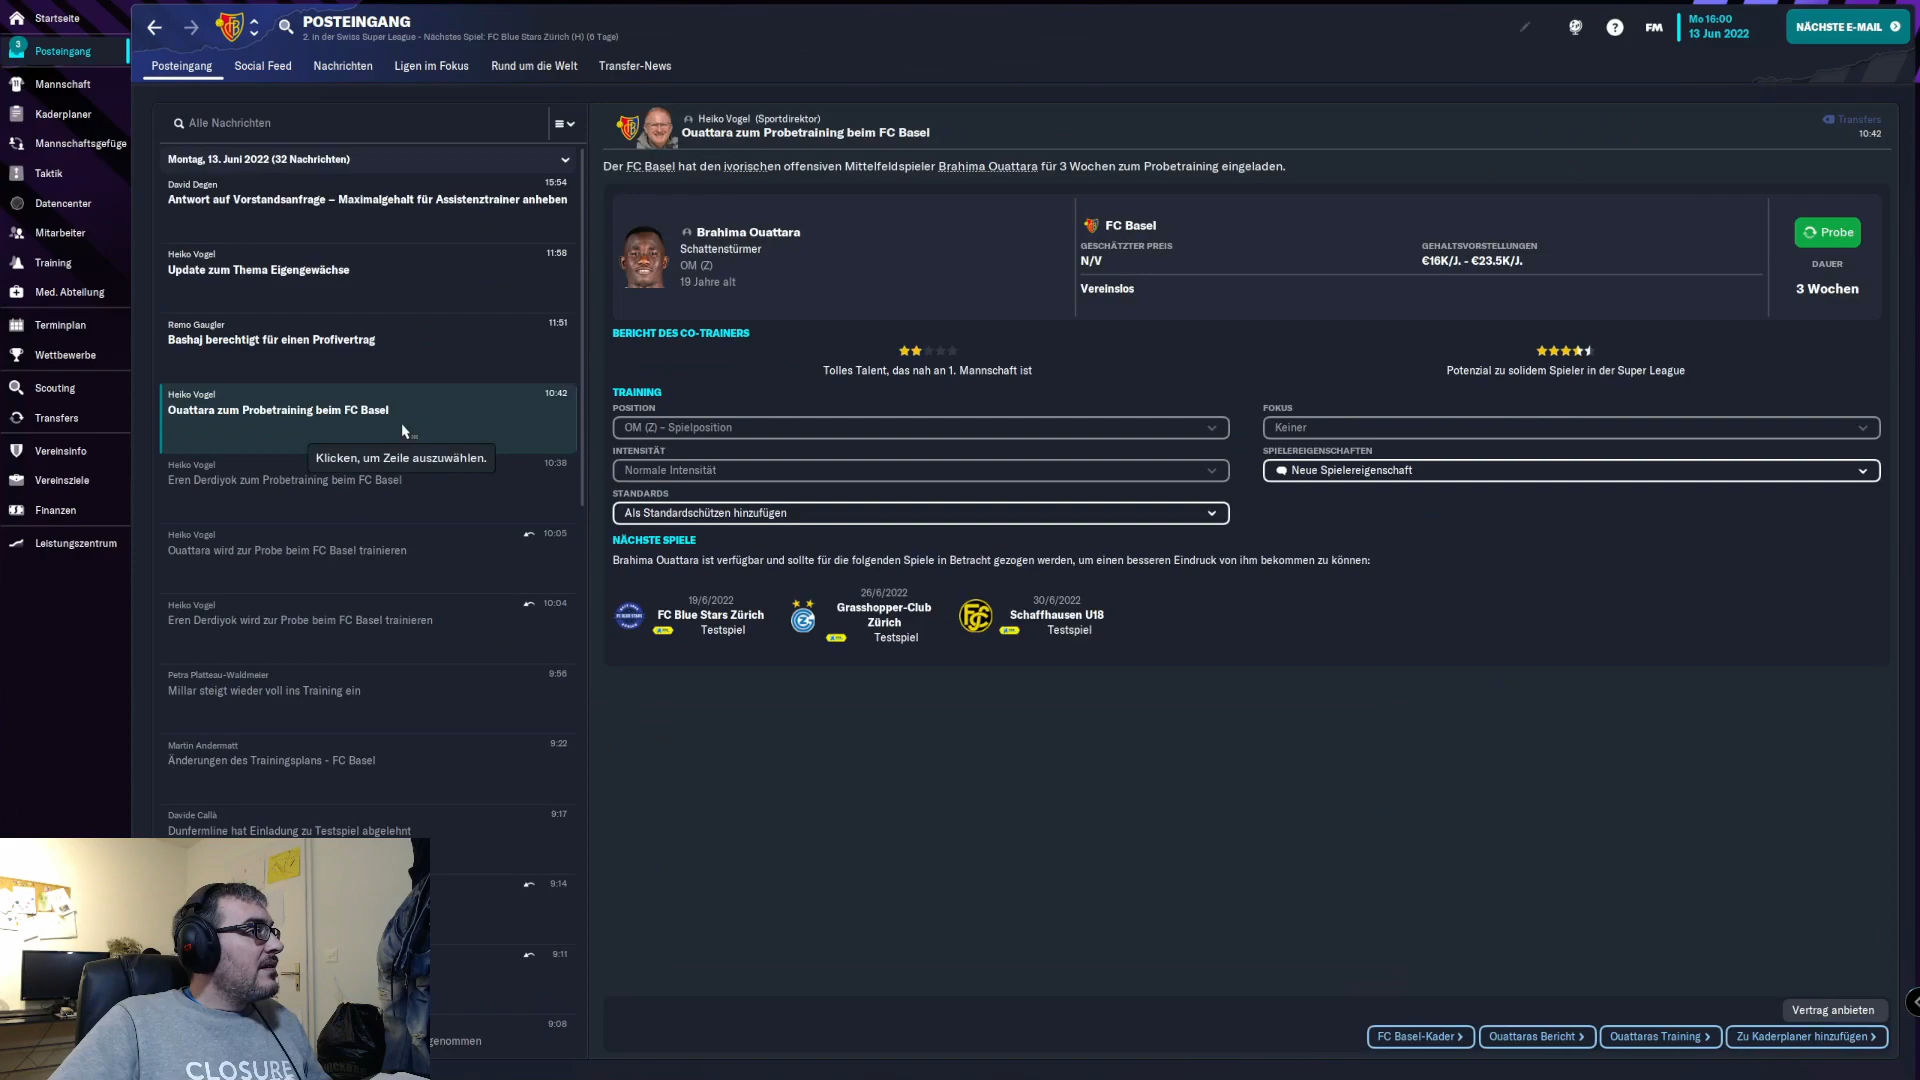 Startseite
3
Posteingang
Mannschaft
Kaderplaner
Mannschaftsgefüge
Taktik
Datencenter
Mitarbeiter
Training
Med. Abteilung
Terminplan
Wettbewerbe
Scouting
Transfers
Vereinsinfo
Vereinsziele
Finanzen
Leistungszentrum
POSTEINGANG
2. in der Swiss Super League - Nächstes Spiel: FC Blue Stars Zürich (H) (6 Tage)
FM
Mo 16:00
13 Jun 2022
NÄCHSTE E-MAIL
Posteingang Social Feed Nachrichten Ligen im Fokus Rund um die Welt Transfer-News
Alle Nachrichten
Montag, 13. Juni 2022 (32 Nachrichten)
David Degen 15:54
Antwort auf Vorstandsanfrage – Maximalgehalt für Assistenztrainer anheben
Heiko Vogel 11:58
Update zum Thema Eigengewächse
Remo Gaugler 11:51
Bashaj berechtigt für einen Profivertrag
Heiko Vogel 10:42
Ouattara zum Probetraining beim FC Basel
Klicken, um Zeile auszuwählen.
Heiko Vogel 10:38
Eren Derdiyok zum Probetraining beim FC Basel
Heiko Vogel 10:05
Ouattara wird zur Probe beim FC Basel trainieren
Heiko Vogel 10:04
Eren Derdiyok wird zur Probe beim FC Basel trainieren
Petra Platteau-Waldmeier 9:56
Millar steigt wieder voll ins Training ein
Martin Andermatt 9:22
Änderungen des Trainingsplans - FC Basel
Davide Callà 9:17
Dunfermline hat Einladung zu Testspiel abgelehnt
9:14
9:11
9:08
genommen
CLOSURE
Heiko Vogel (Sportdirektor)
Ouattara zum Probetraining beim FC Basel
Transfers
10:42
Der FC Basel hat den ivorischen offensiven Mittelfeldspieler Brahima Ouattara für 3 Wochen zum Probetraining eingeladen.
Brahima Ouattara
Schattenstürmer
OM (Z)
19 Jahre alt
FC Basel
GESCHÄTZTER PREIS GEHALTSVORSTELLUNGEN
N/V €16K/J. - €23.5K/J.
Vereinslos
Probe
DAUER
3 Wochen
BERICHT DES CO-TRAINERS
Tolles Talent, das nah an 1. Mannschaft ist
Potenzial zu solidem Spieler in der Super League
TRAINING
POSITION FOKUS
OM (Z) – Spielposition Keiner
INTENSITÄT SPIELEREIGENSCHAFTEN
Normale Intensität Neue Spielereigenschaft
STANDARDS
Als Standardschützen hinzufügen
NÄCHSTE SPIELE
Brahima Ouattara ist verfügbar und sollte für die folgenden Spiele in Betracht gezogen werden, um einen besseren Eindruck von ihm bekommen zu können:
19/6/2022
FC Blue Stars Zürich
Testspiel
26/6/2022
Grasshopper-Club
Zürich
Testspiel
30/6/2022
Schaffhausen U18
Testspiel
Vertrag anbieten
FC Basel-Kader Ouattaras Bericht Ouattaras Training Zu Kaderplaner hinzufügen